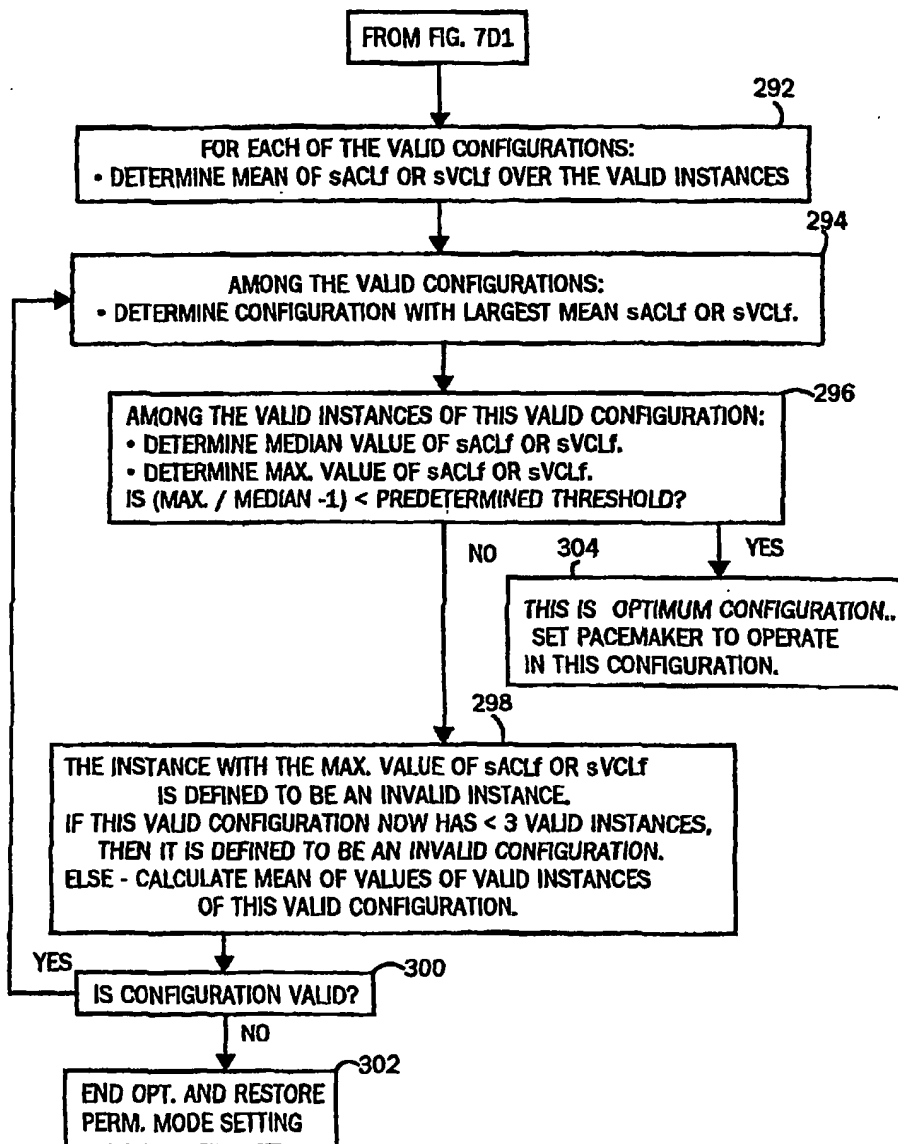 FROM FIG. 7D1
292
FOR EACH OF THE VALID CONFIGURATIONS:
• DETERMINE MEAN OF sACLf OR sVCLf OVER THE VALID INSTANCES
294
AMONG THE VALID CONFIGURATIONS:
• DETERMINE CONFIGURATION WITH LARGEST MEAN sACLf OR sVCLf.
296
AMONG THE VALID INSTANCES OF THIS VALID CONFIGURATION:
• DETERMINE MEDIAN VALUE OF sACLf OR sVCLf.
• DETERMINE MAX. VALUE OF sACLf OR sVCLf.
IS (MAX. / MEDIAN -1) < PREDETERMINED THRESHOLD?
NO
304
YES
THIS IS OPTIMUM CONFIGURATION..
SET PACEMAKER TO OPERATE
IN THIS CONFIGURATION.
298
THE INSTANCE WITH THE MAX. VALUE OF sACLf OR sVCLf
IS DEFINED TO BE AN INVALID INSTANCE.
IF THIS VALID CONFIGURATION NOW HAS < 3 VALID INSTANCES,
THEN IT IS DEFINED TO BE AN INVALID CONFIGURATION.
ELSE - CALCULATE MEAN OF VALUES OF VALID INSTANCES
OF THIS VALID CONFIGURATION.
YES
300
IS CONFIGURATION VALID?
NO
302
END OPT. AND RESTORE
PERM. MODE SETTING